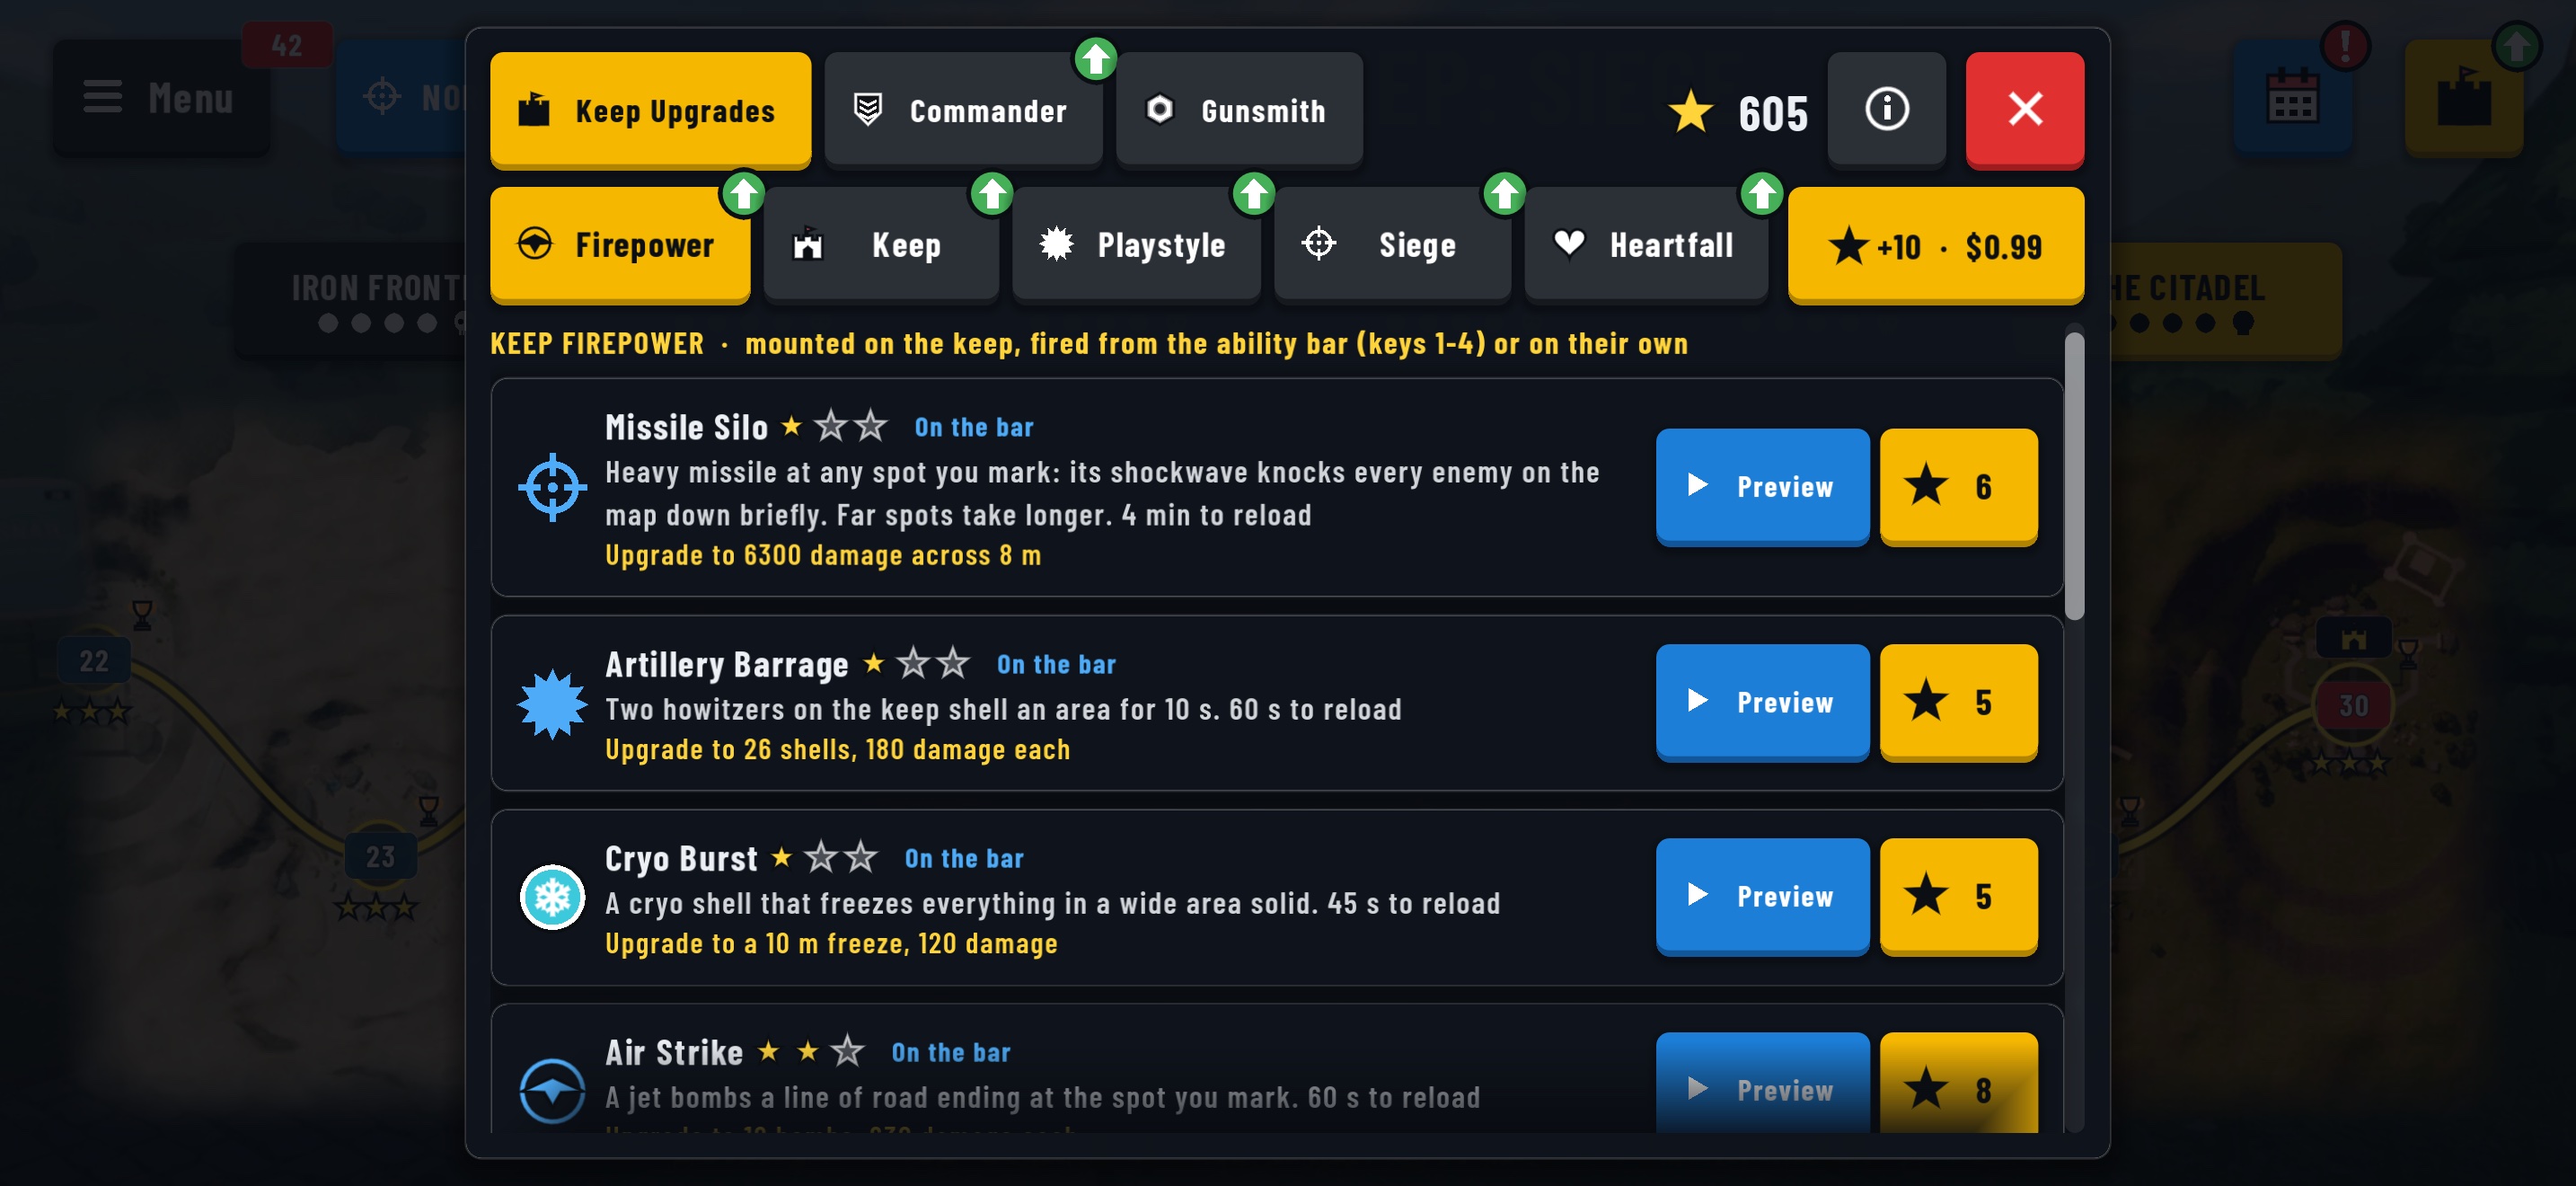 42
Menu
Keep Upgrades
Commander
Gunsmith
605
Firepower
Keep
Playstyle
Siege
Heartfall
+10 · $0.99
IRON FRONT
HE CITADEL
KEEP FIREPOWER · mounted on the keep, fired from the ability bar (keys 1-4) or on their own
Missile Silo On the bar
Heavy missile at any spot you mark: its shockwave knocks every enemy on the
map down briefly. Far spots take longer. 4 min to reload
Upgrade to 6300 damage across 8 m
Preview
6
Artillery Barrage On the bar
Two howitzers on the keep shell an area for 10 s. 60 s to reload
Upgrade to 26 shells, 180 damage each
Preview
5
Cryo Burst On the bar
A cryo shell that freezes everything in a wide area solid. 45 s to reload
Upgrade to a 10 m freeze, 120 damage
Preview
5
Air Strike On the bar
A jet bombs a line of road ending at the spot you mark. 60 s to reload
Preview
8
22
23
30